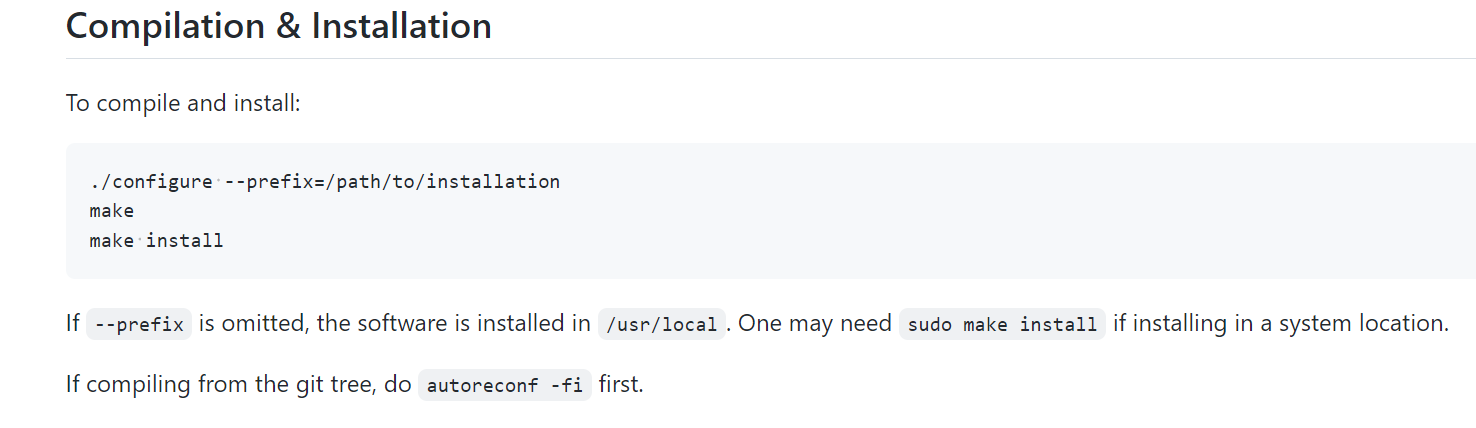 Compilation & Installation
To compile and install:
./configure --prefix=/path/to/installation
make
make install
If --prefix is omitted, the software is installed in /usr/local. One may need sudo make install if installing in a system location.
If compiling from the git tree, do autoreconf -fi first.